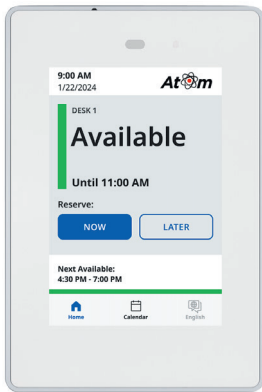 9:00 AM
Atom
1/22/2024
DESK 1
Available
Until 11:00 AM
Reserve:
NOW
LATER
Next Available:
4:30 PM - 7:00 PM
Home
Calendar
English